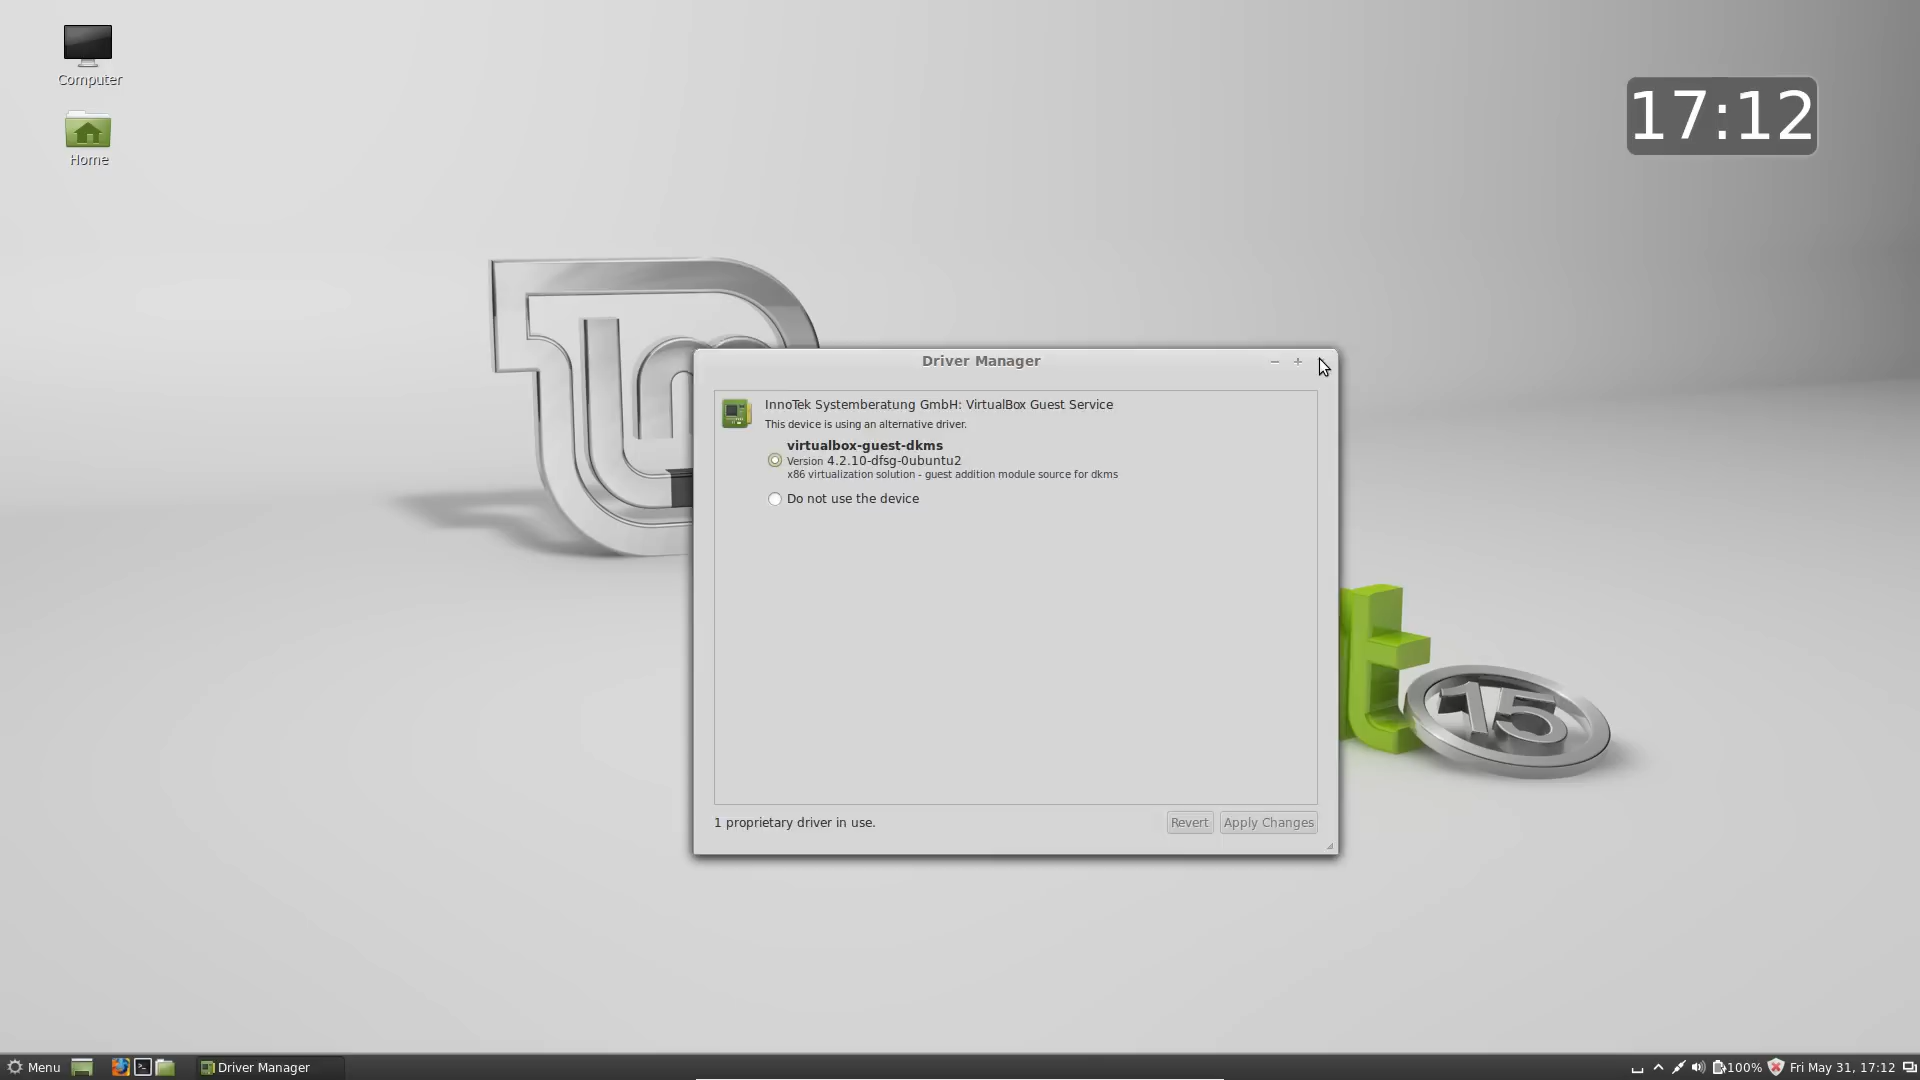 Computer
Home
17:12
Driver Manager
InnoTek Systemberatung GmbH: VirtualBox Guest Service
This device is using an alternative driver.
virtualbox-guest-dkms
Version 4.2.10-dfsg-0ubuntu2
x86 virtualization solution - guest addition module source for dkms
Do not use the device
1 proprietary driver in use.
Revert
Apply Changes
t
15
Menu
Driver Manager
100%
Fri May 31, 17:12